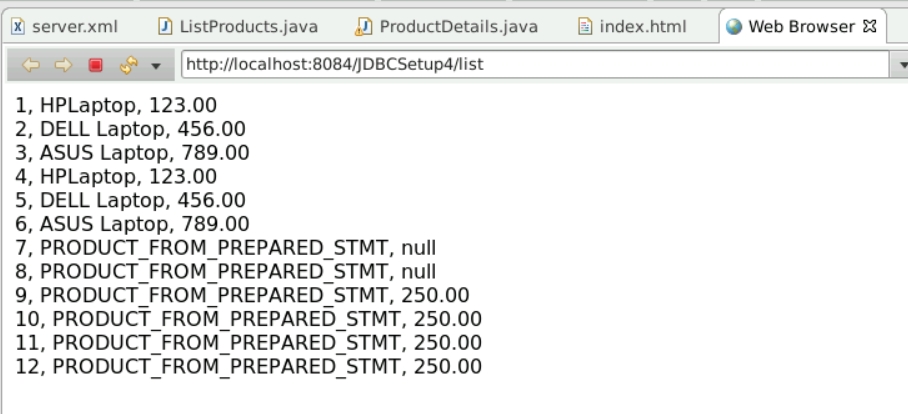 server.xml ListProducts.java ProductDetails.java index.html Web Browser
http://localhost:8084/JDBCSetup4/list
1, HPLaptop, 123.00
2, DELL Laptop, 456.00
3, ASUS Laptop, 789.00
4, HPLaptop, 123.00
5, DELL Laptop, 456.00
6, ASUS Laptop, 789.00
7, PRODUCT_FROM_PREPARED_STMT, null
8, PRODUCT_FROM_PREPARED_STMT, null
9, PRODUCT_FROM_PREPARED_STMT, 250.00
10, PRODUCT_FROM_PREPARED_STMT, 250.00
11, PRODUCT_FROM_PREPARED_STMT, 250.00
12, PRODUCT_FROM_PREPARED_STMT, 250.00